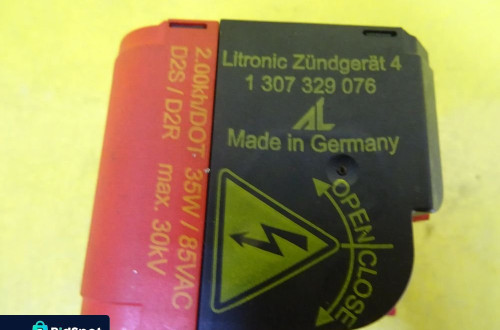 Litronic Zündgerät 4
1 307 329 076
AL
Made in Germany
OPEN
CLOSE
2.00kh/DOT· 35W / 85VAC
D2S / D2R max. 30kV
BidSpot